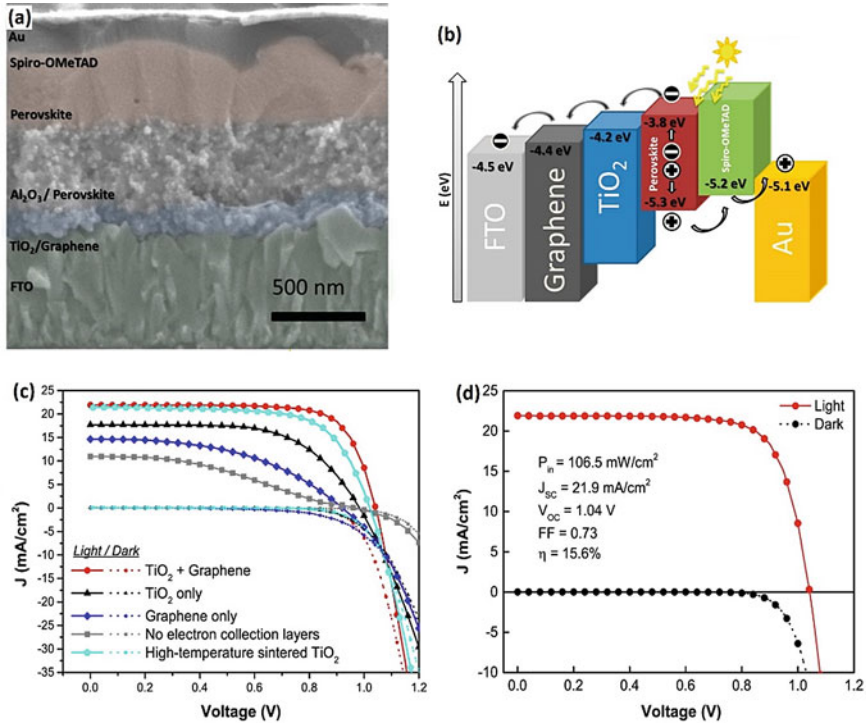 (a)
Au
Spiro-OMeTAD
Perovskite
Al₂O₃/ Perovskite
TiO₂/Graphene
FTO
500 nm
(b)
E (eV)
-4.5 eV
FTO
-4.4 eV
Graphene
-4.2 eV
TiO₂
-3.8 eV
Perovskite
-5.3 eV
Spiro-OMeTAD
-5.2 eV
-5.1 eV
Au
(c)
J (mA/cm²)
25
20
15
10
5
0
-5
-10
-15
-20
-25
-30
-35
Light / Dark
TiO₂ + Graphene
TiO₂ only
Graphene only
No electron collection layers
High-temperature sintered TiO₂
0.0 0.2 0.4 0.6 0.8 1.0 1.2
Voltage (V)
(d)
J (mA/cm²)
25
20
15
10
5
0
-5
-10
Light
Dark
Pin = 106.5 mW/cm²
JSC = 21.9 mA/cm²
VOC = 1.04 V
FF = 0.73
η = 15.6%
0.0 0.2 0.4 0.6 0.8 1.0 1.2
Voltage (V)